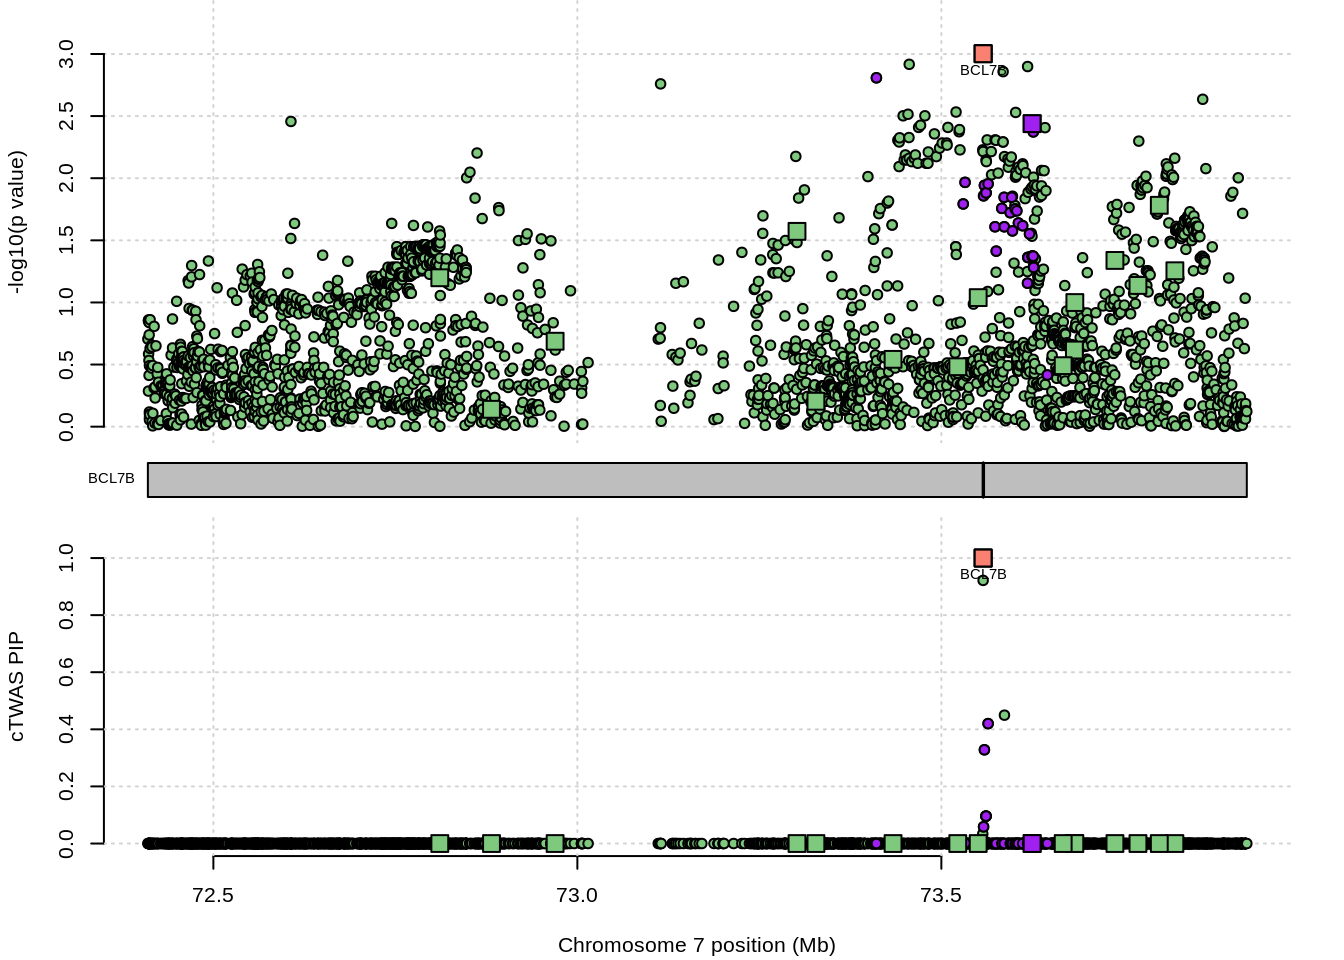 3.0
2.5
2.0
1.5
1.0
0.5
0.0
-log10(p value)
BCL7B
BCL7B
1.0
0.8
0.6
0.4
0.2
0.0
cTWAS PIP
BCL7B
72.5 73.0 73.5
Chromosome 7 position (Mb)